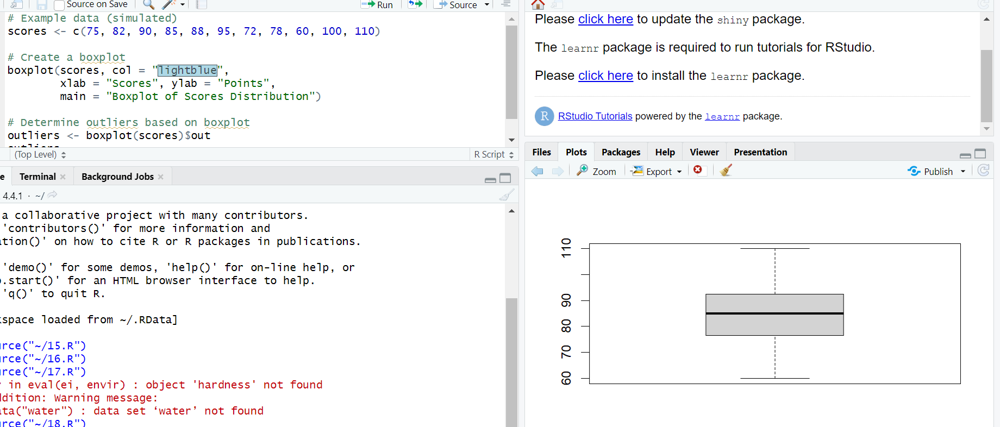 Source on Save
Run
Source
# Example data (simulated)
scores <- c(75, 82, 90, 85, 88, 95, 72, 78, 60, 100, 110)
# Create a boxplot
boxplot(scores, col = "lightblue",
xlab = "Scores", ylab = "Points",
main = "Boxplot of Scores Distribution")
# Determine outliers based on boxplot
outliers <- boxplot(scores)$out
(Top Level)
R Script
Terminal
Background Jobs
4.4.1 · ~/
a collaborative project with many contributors.
'contributors()' for more information and
ation()' on how to cite R or R packages in publications.
'demo()' for some demos, 'help()' for on-line help, or
.start()' for an HTML browser interface to help.
'q()' to quit R.
kspace loaded from ~/.RData]
urce("~/15.R")
urce("~/16.R")
urce("~/17.R")
r in eval(ei, envir) : object 'hardness' not found
ddition: Warning message:
ata("water") : data set ‘water’ not found
urce("~/18.R")
Please click here to update the shiny package.
The learnr package is required to run tutorials for RStudio.
Please click here to install the learnr package.
R RStudio Tutorials powered by the learnr package.
Files Plots Packages Help Viewer Presentation
Zoom Export Publish
110
90
80
70
60